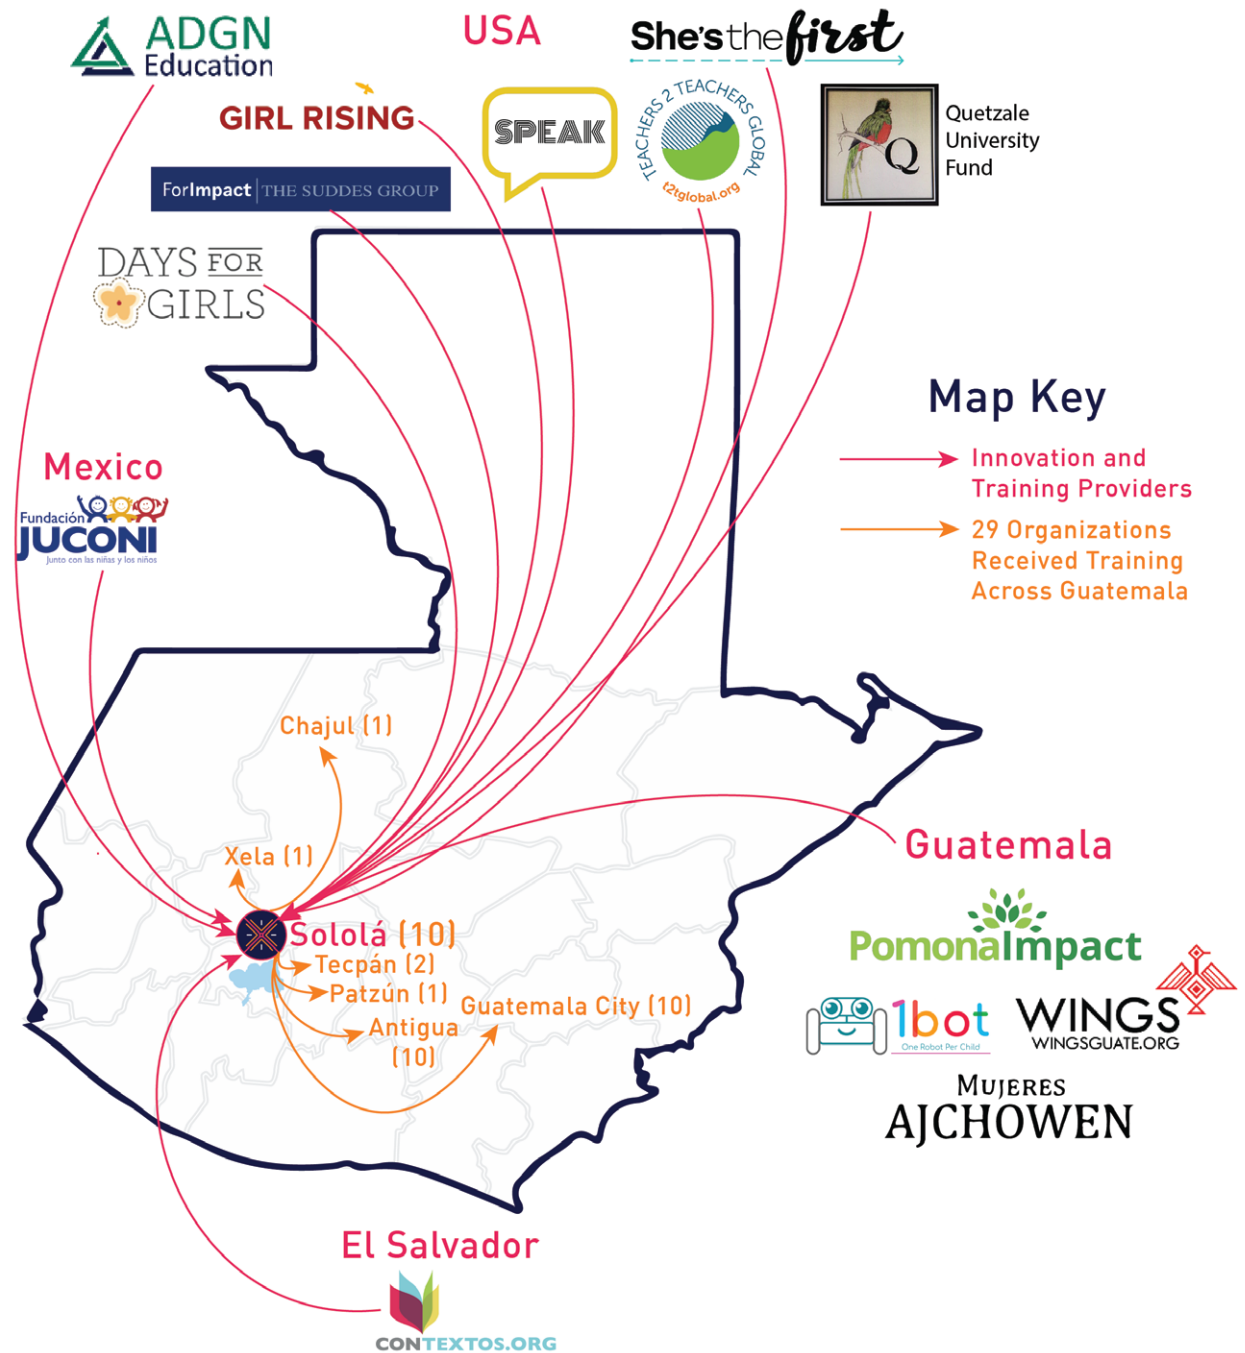 ADGN
Education
USA
She's the first
GIRL RISING
SPEAK
TEACHERS 2 TEACHERS GLOBAL
t2tglobal.org
Q
Quetzale
University
Fund
ForImpact | THE SUDDES GROUP
DAYS FOR
GIRLS
Map Key
Innovation and
Training Providers
29 Organizations
Received Training
Across Guatemala
Mexico
Fundación
JUCONI
Junto con las niñas y los niños
Chajul (1)
Xela (1)
Sololá (10)
Tecpán (2)
Patzún (1)
Guatemala City (10)
Antigua
(10)
Guatemala
PomonaImpact
1bot
One Robot Per Child
WINGS
WINGSGUATE.ORG
MUJERES
AJCHOWEN
El Salvador
CONTEXTOS.ORG